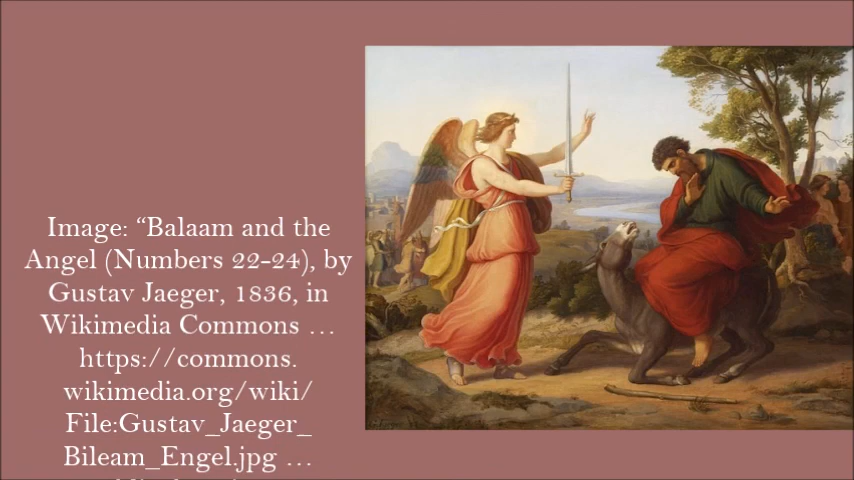 Image: “Balaam and the
Angel (Numbers 22-24), by
Gustav Jaeger, 1836, in
Wikimedia Commons …
https://commons.
wikimedia.org/wiki/
File:Gustav_Jaeger_
Bileam_Engel.jpg …